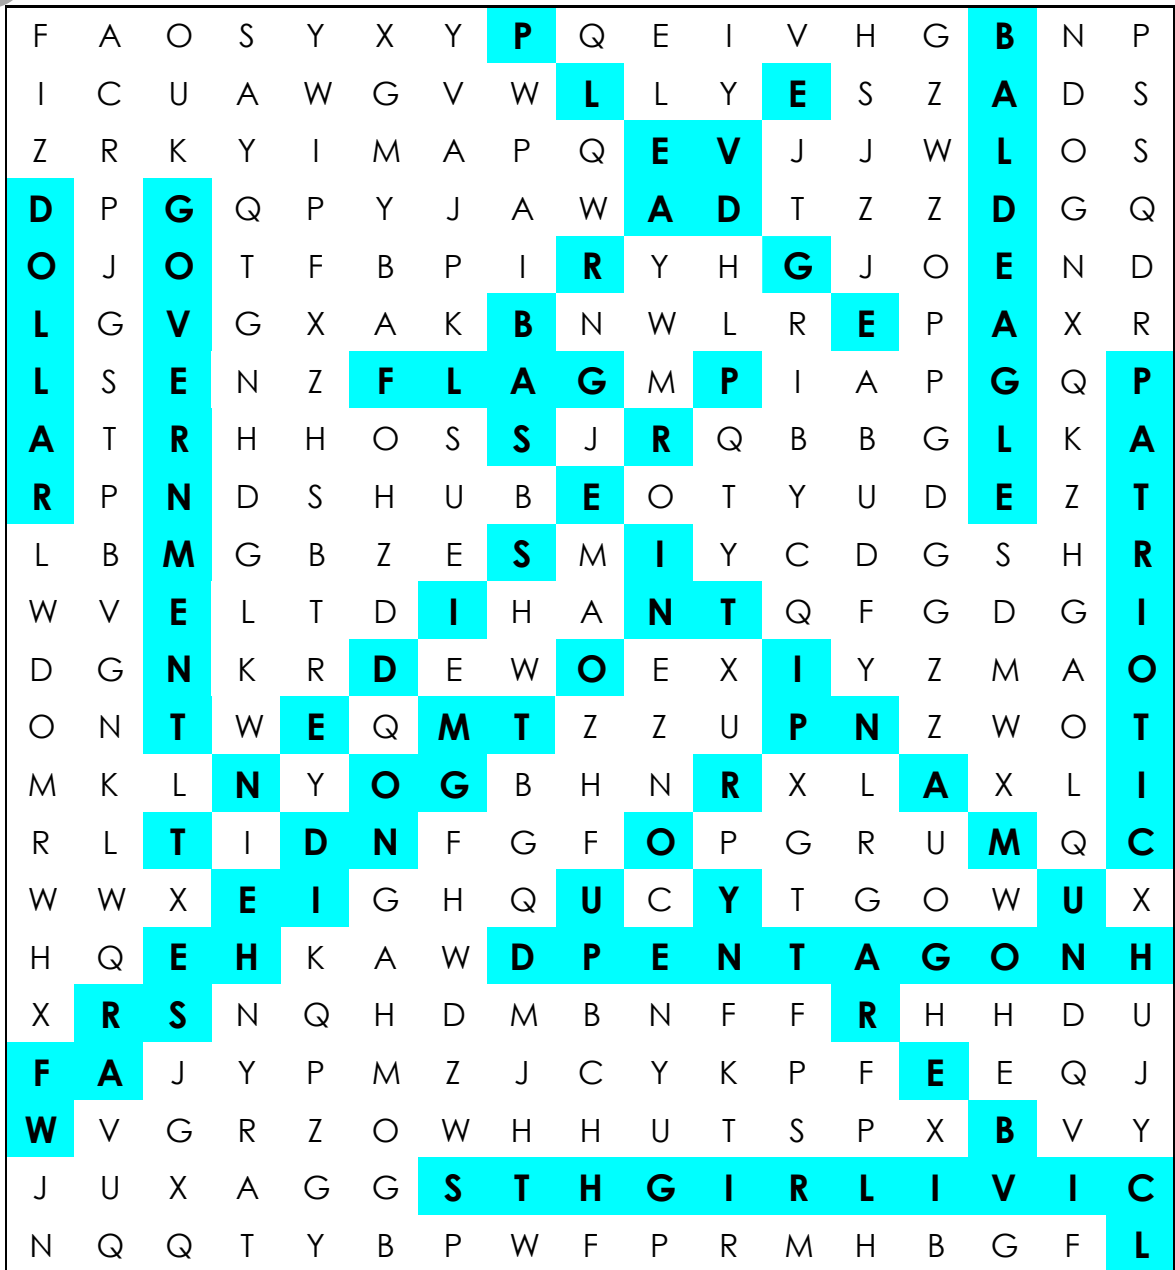 F A O S Y X Y P Q E I V H G B N P
I C U A W G V W L L Y E S Z A D S
Z R K Y I M A P Q E V J J W L O S
D P G Q P Y J A W A D T Z Z D G Q
O J O T F B P I R Y H G J O E N D
L G V G X A K B N W L R E P A X R
L S E N Z F L A G M P I A P G Q P
A T R H H O S S J R Q B B G L K A
R P N D S H U B E O T Y U D E Z T
L B M G B Z E S M I Y C D G S H R
W V E L T D I H A N T Q F G D G I
D G N K R D E W O E X I Y Z M A O
O N T W E Q M T Z Z U P N Z W O T
M K L N Y O G B H N R X L A X L I
R L T I D N F G F O P G R U M Q C
W W X E I G H Q U C Y T G O W U X
H Q E H K A W D P E N T A G O N H
X R S N Q H D M B N F F R H H D U
F A J Y P M Z J C Y K P F E E Q J
W V G R Z O W H H U T S P X B V Y
J U X A G G S T H G I R L I V I C
N Q Q T Y B P W F P R M H B G F L